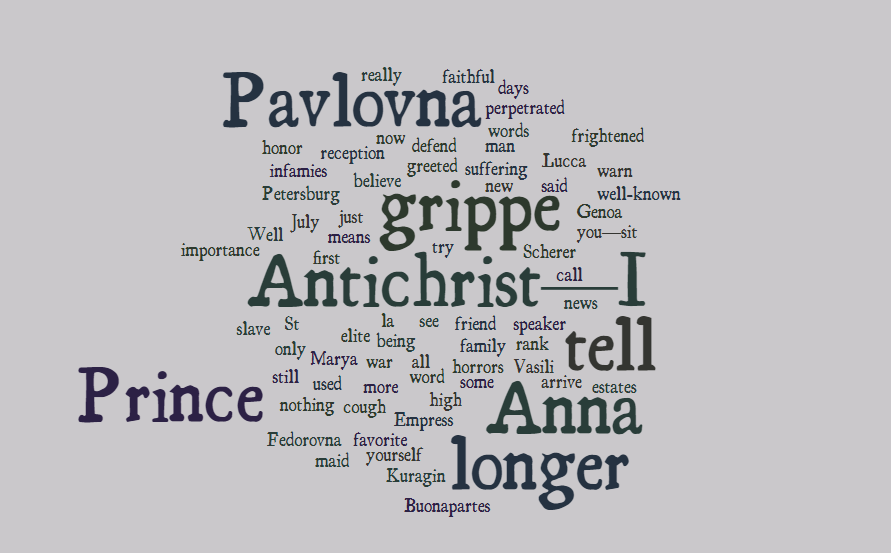 really faithful
Pavlovna days
perpetrated
now words frightened
honor reception defend man
infamies greeted suffering Lucca warn
believe new said well-known
Petersburg grippe Genoa
July just you—sit
Well means
importance try Scherer
first call
Antichrist—I
news
slave St la see friend speaker
elite being tell
only family rank
Marya war all horrors Vasili
still used more word some arrive estates
Prince nothing cough high Anna
Empress
Fedorovna favorite
maid yourself longer
Kuragin
Buonapartes